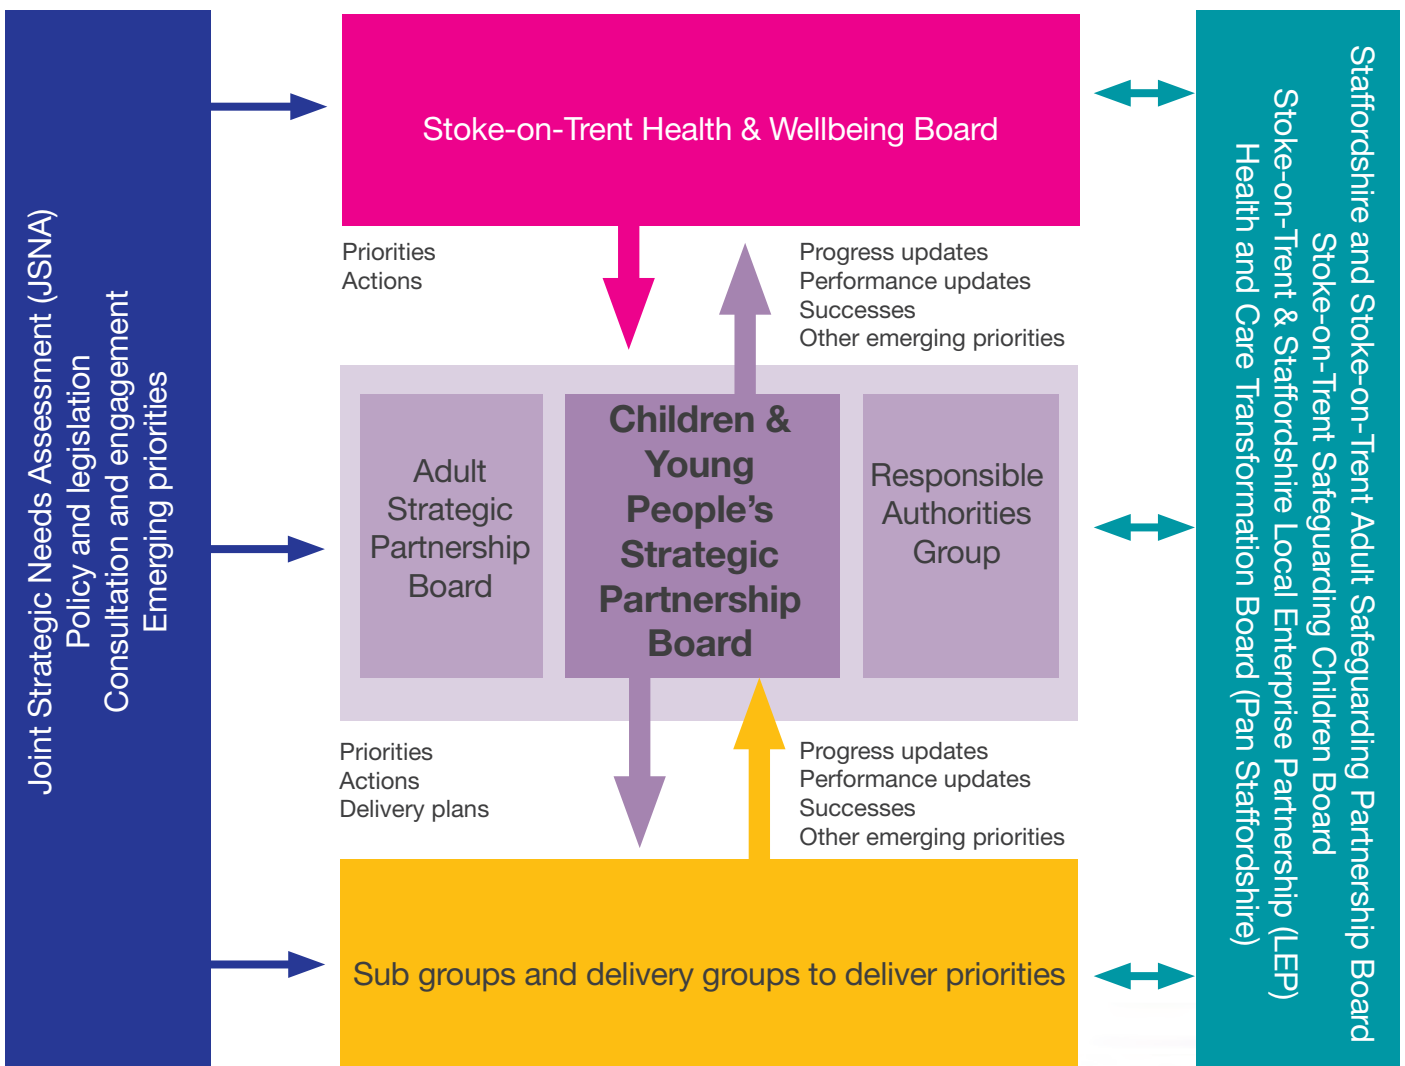 Joint Strategic Needs Assessment (JSNA)
Policy and legislation
Consultation and engagement
Emerging priorities
Stoke-on-Trent Health & Wellbeing Board
Priorities
Actions
Progress updates
Performance updates
Successes
Other emerging priorities
Adult
Strategic
Partnership
Board
Children &
Young
People’s
Strategic
Partnership
Board
Responsible
Authorities
Group
Priorities
Actions
Delivery plans
Progress updates
Performance updates
Successes
Other emerging priorities
Sub groups and delivery groups to deliver priorities
Staffordshire and Stoke-on-Trent Adult Safeguarding Partnership Board
Stoke-on-Trent Safeguarding Children Board
Stoke-on-Trent & Staffordshire Local Enterprise Partnership (LEP)
Health and Care Transformation Board (Pan Staffordshire)